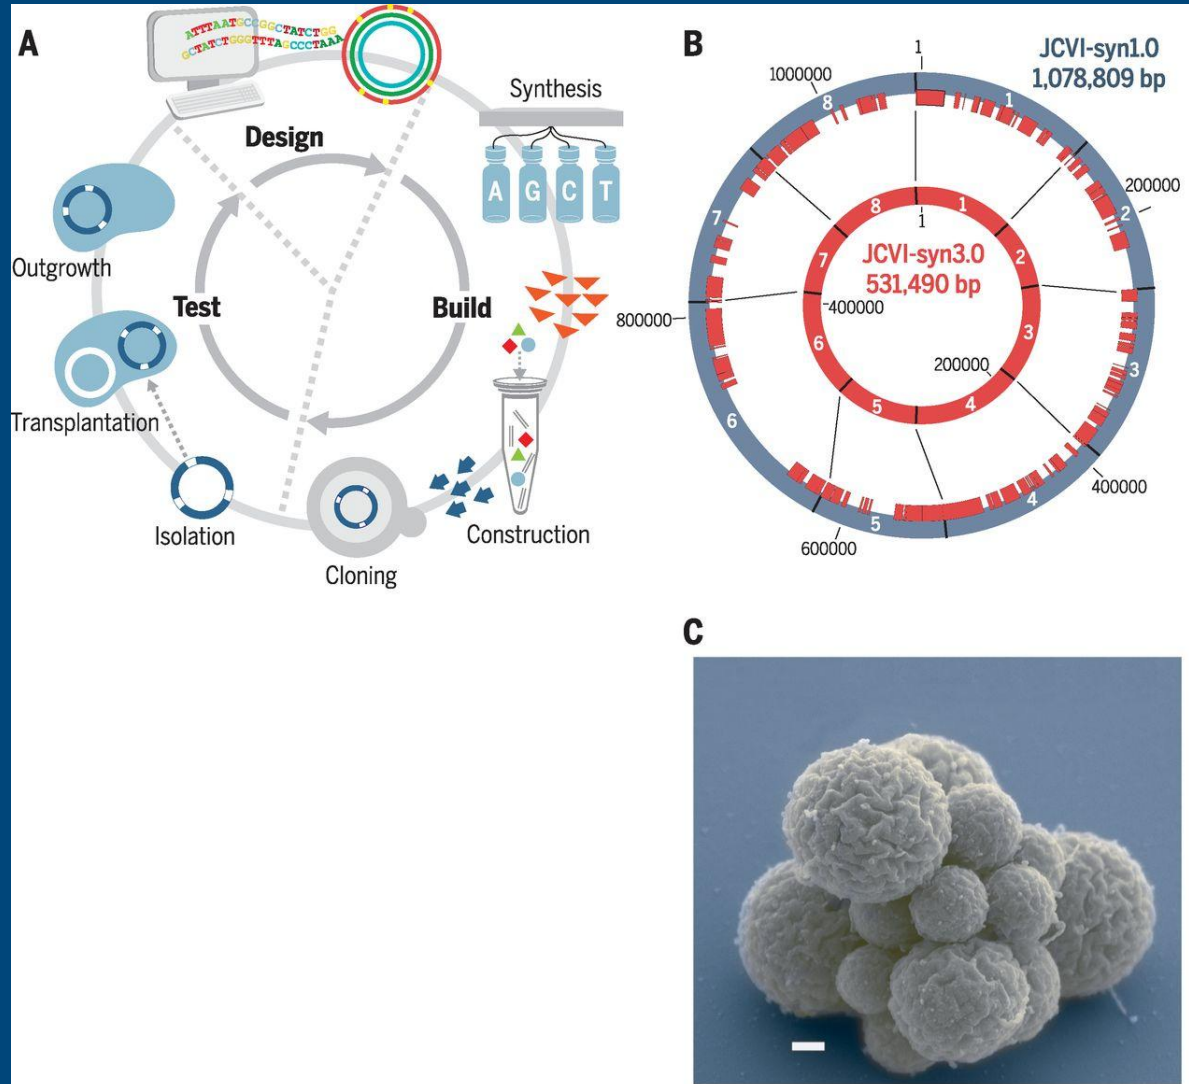 A
ATTTAATGCCGGCTATCTGG
GCTATCTGGGTTTAGCCCTAAA
Design
Synthesis
A G C T
Outgrowth
Test
Build
Transplantation
Isolation
Cloning
Construction
B
JCVI-syn1.0
1,078,809 bp
1
1000000
200000
400000
600000
800000
1
2
3
4
5
6
7
8
JCVI-syn3.0
531,490 bp
1
200000
400000
1
2
3
4
5
6
7
8
C